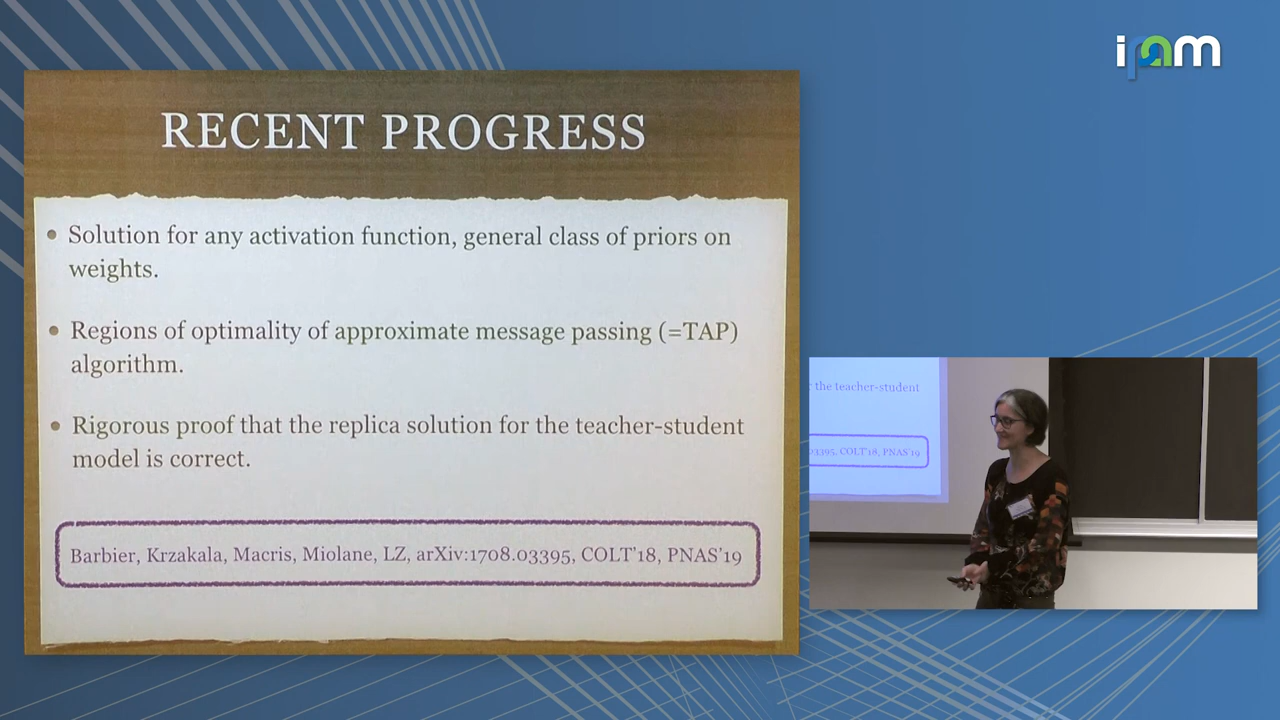 ipam
RECENT PROGRESS
• Solution for any activation function, general class of priors on
weights.
• Regions of optimality of approximate message passing (=TAP)
algorithm.
• Rigorous proof that the replica solution for the teacher-student
model is correct.
Barbier, Krzakala, Macris, Miolane, LZ, arXiv:1708.03395, COLT'18, PNAS'19
the teacher-student
03395, COLT'18, PNAS'19